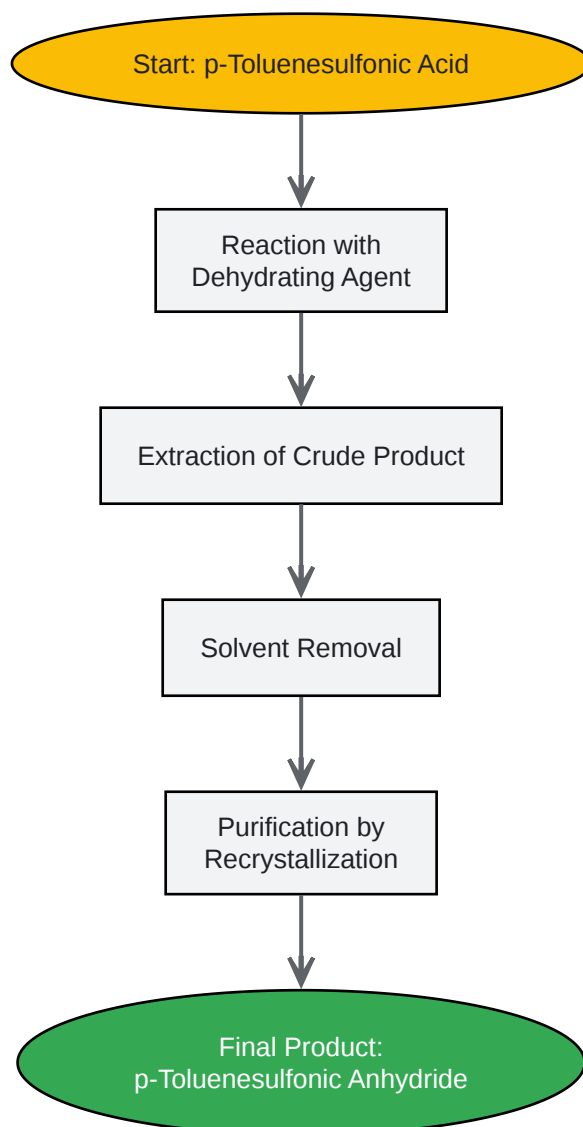 Start: p-Toluenesulfonic Acid
Reaction with
Dehydrating Agent
Extraction of Crude Product
Solvent Removal
Purification by
Recrystallization
Final Product:
p-Toluenesulfonic Anhydride